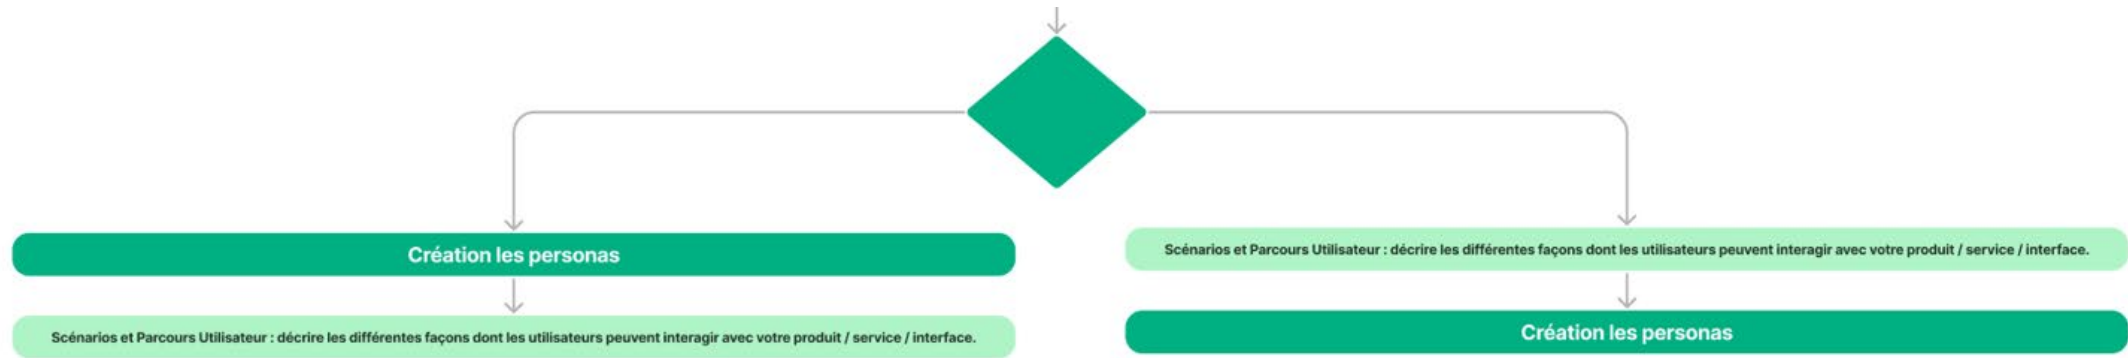 Création les personas
Scénarios et Parcours Utilisateur : décrire les différentes façons dont les utilisateurs peuvent interagir avec votre produit / service / interface.
Scénarios et Parcours Utilisateur : décrire les différentes façons dont les utilisateurs peuvent interagir avec votre produit / service / interface.
Création les personas